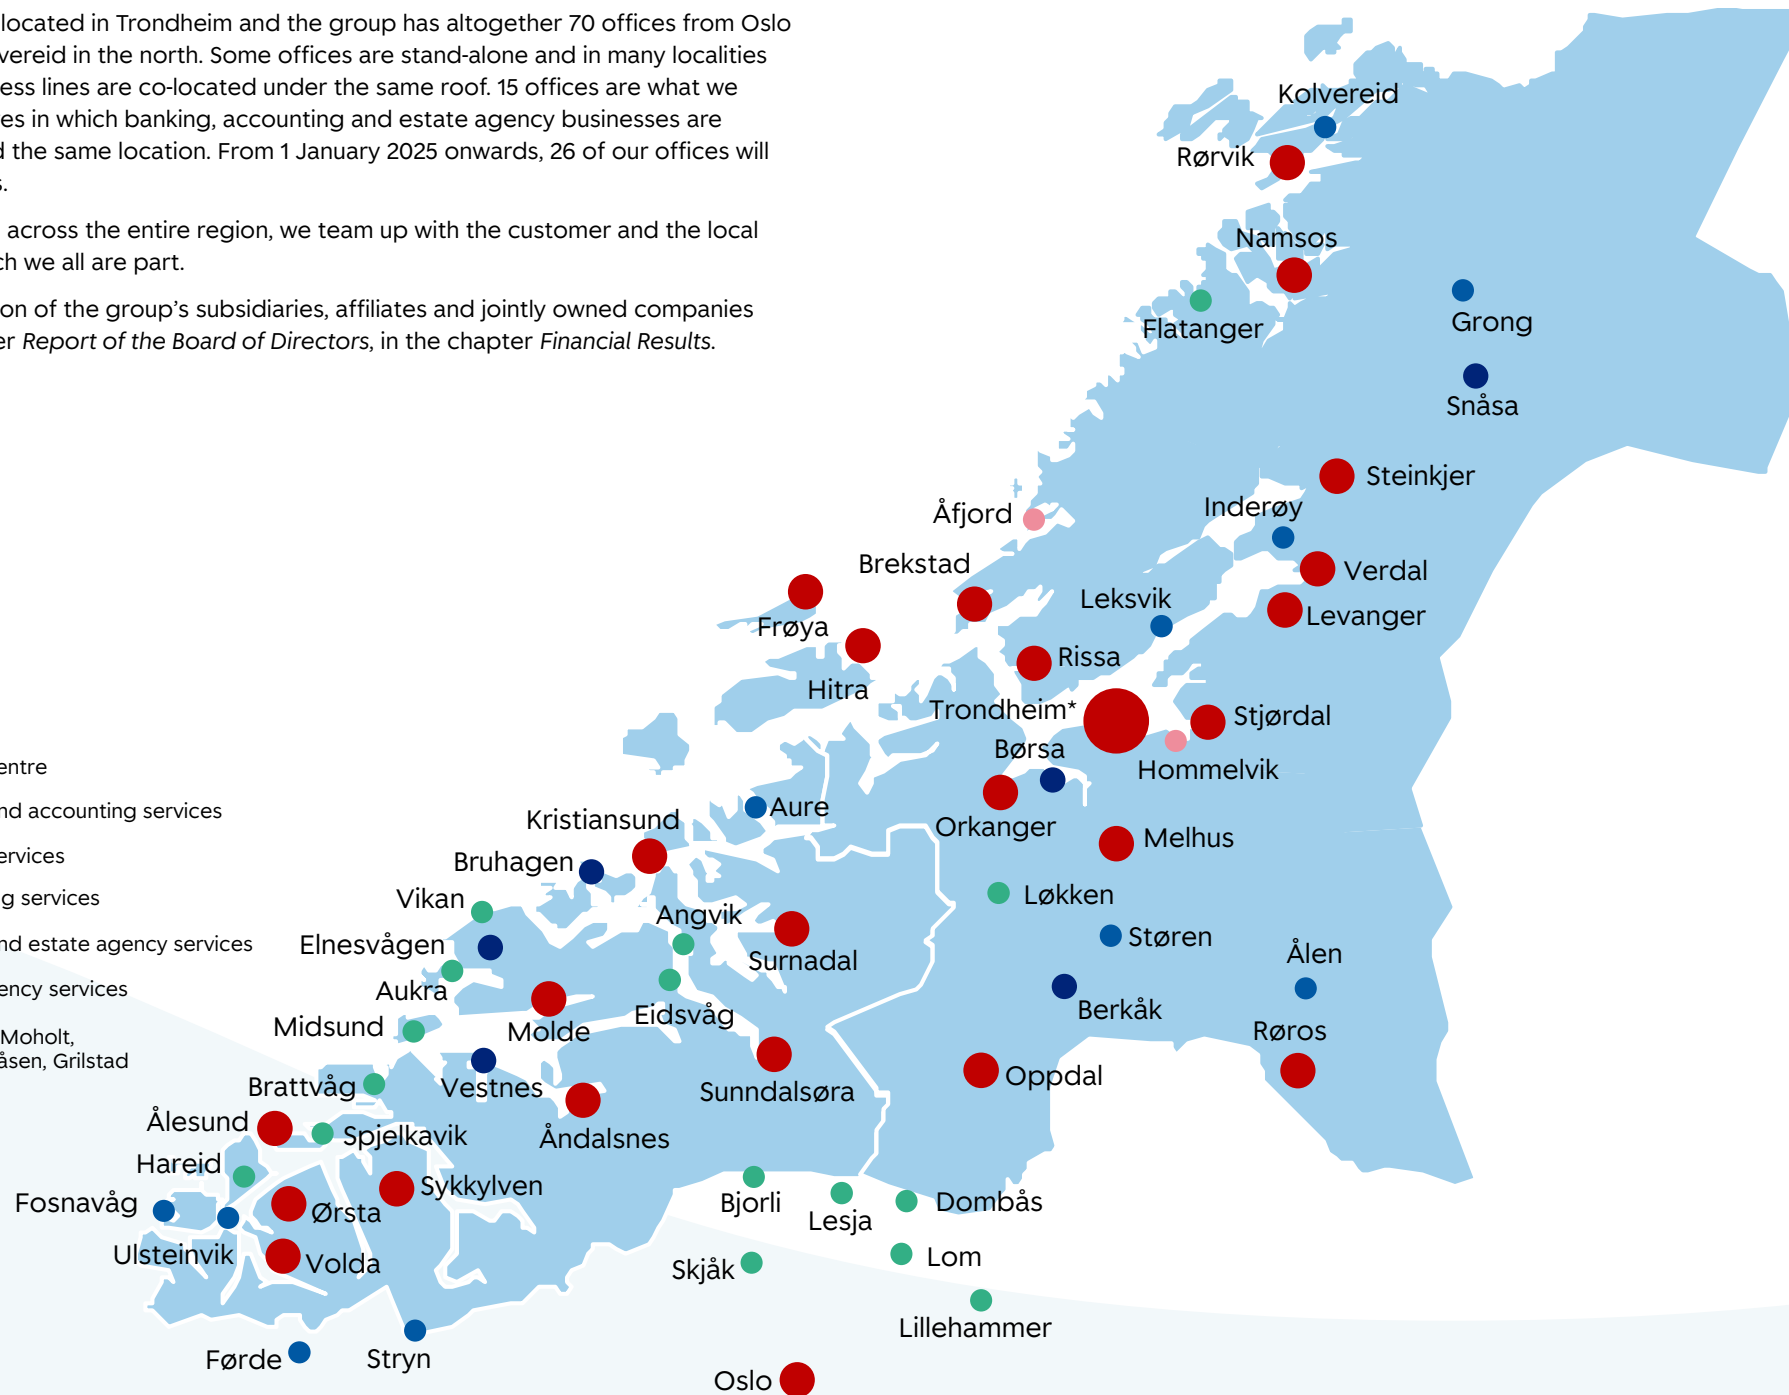 located in Trondheim and the group has altogether 70 offices from Oslo
vereid in the north. Some offices are stand-alone and in many localities
ess lines are co-located under the same roof. 15 offices are what we
es in which banking, accounting and estate agency businesses are
d the same location. From 1 January 2025 onwards, 26 of our offices will
s.
across the entire region, we team up with the customer and the local
ch we all are part.
on of the group's subsidiaries, affiliates and jointly owned companies
er Report of the Board of Directors, in the chapter Financial Results.
Kolvereid
Rørvik
Namsos
Flatanger
Grong
Snåsa
Steinkjer
Inderøy
Åfjord
Brekstad
Verdal
Leksvik
Levanger
Frøya
Rissa
Hitra
Trondheim*
Stjørdal
Børsa
Hommelvik
entre
nd accounting services
ervices
g services
nd estate agency services
ency services
Moholt,
åsen, Grilstad
Aure
Kristiansund
Orkanger
Melhus
Bruhagen
Vikan
Løkken
Angvik
Elnesvågen
Støren
Surnadal
Ålen
Aukra
Berkåk
Eidsvåg
Midsund
Molde
Røros
Oppdal
Brattvåg
Vestnes
Sunndalsøra
Ålesund
Spjelkavik
Åndalsnes
Hareid
Sykkylven
Fosnavåg
Ørsta
Bjorli
Lesja
Dombås
Ulsteinvik
Volda
Skjåk
Lom
Lillehammer
Førde
Stryn
Oslo